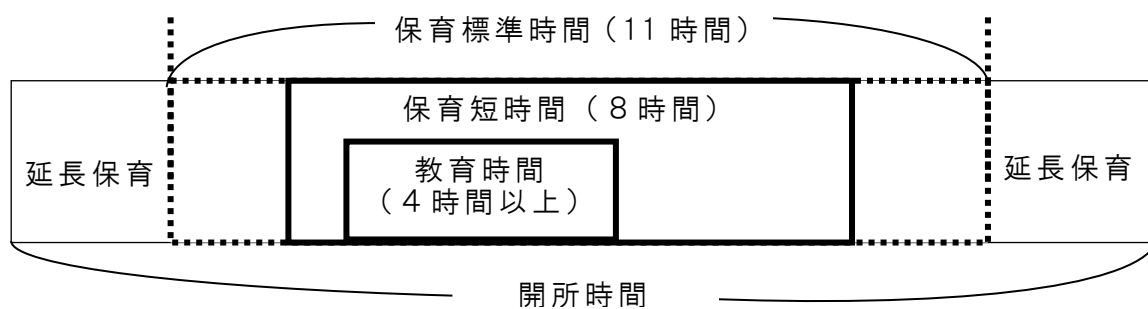 保育標準時間（11時間）
保育短時間（８時間）
延長保育
教育時間
（４時間以上）
延長保育
開所時間